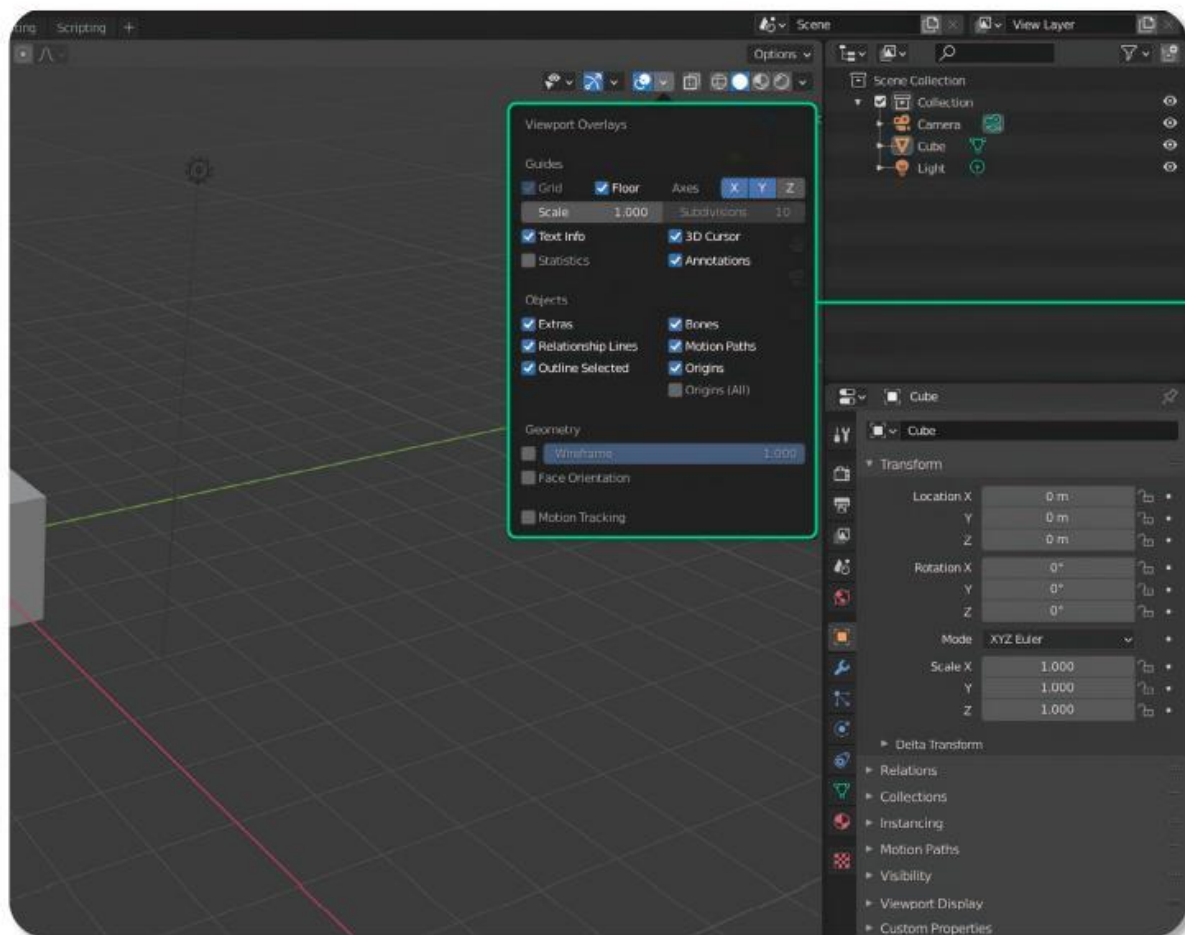 ting Scripting +
Scene
View Layer
Options
Viewport Overlays
Guides
Grid Floor Axes X Y Z
Scale 1.000 Subdivisions 10
Text Info 3D Cursor
Statistics Annotations
Objects
Extras Bones
Relationship Lines Motion Paths
Outline Selected Origins
Origins (All)
Geometry
Wireframe 1.000
Face Orientation
Motion Tracking
Scene Collection
Collection
Camera
Cube
Light
Cube
Cube
Transform
Location X 0 m
Y 0 m
Z 0 m
Rotation X 0°
Y 0°
Z 0°
Mode XYZ Euler
Scale X 1.000
Y 1.000
Z 1.000
Delta Transform
Relations
Collections
Instancing
Motion Paths
Visibility
Viewport Display
Custom Properties